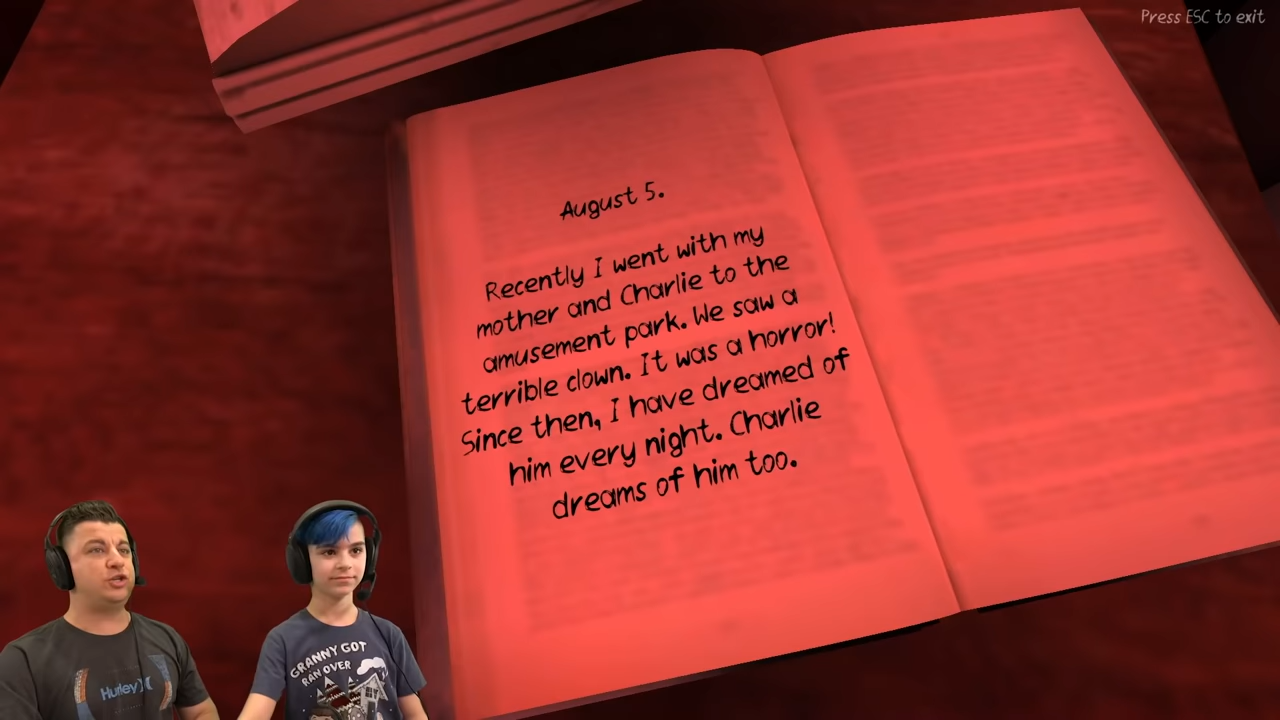 Press ESC to exit
August 5.
Recently I went with my
mother and Charlie to the
amusement park. We saw a
terrible clown. It was a horror!
Since then, I have dreamed of
him every night. Charlie
dreams of him too.
Hurley
GRANNY GOT
RAN OVER